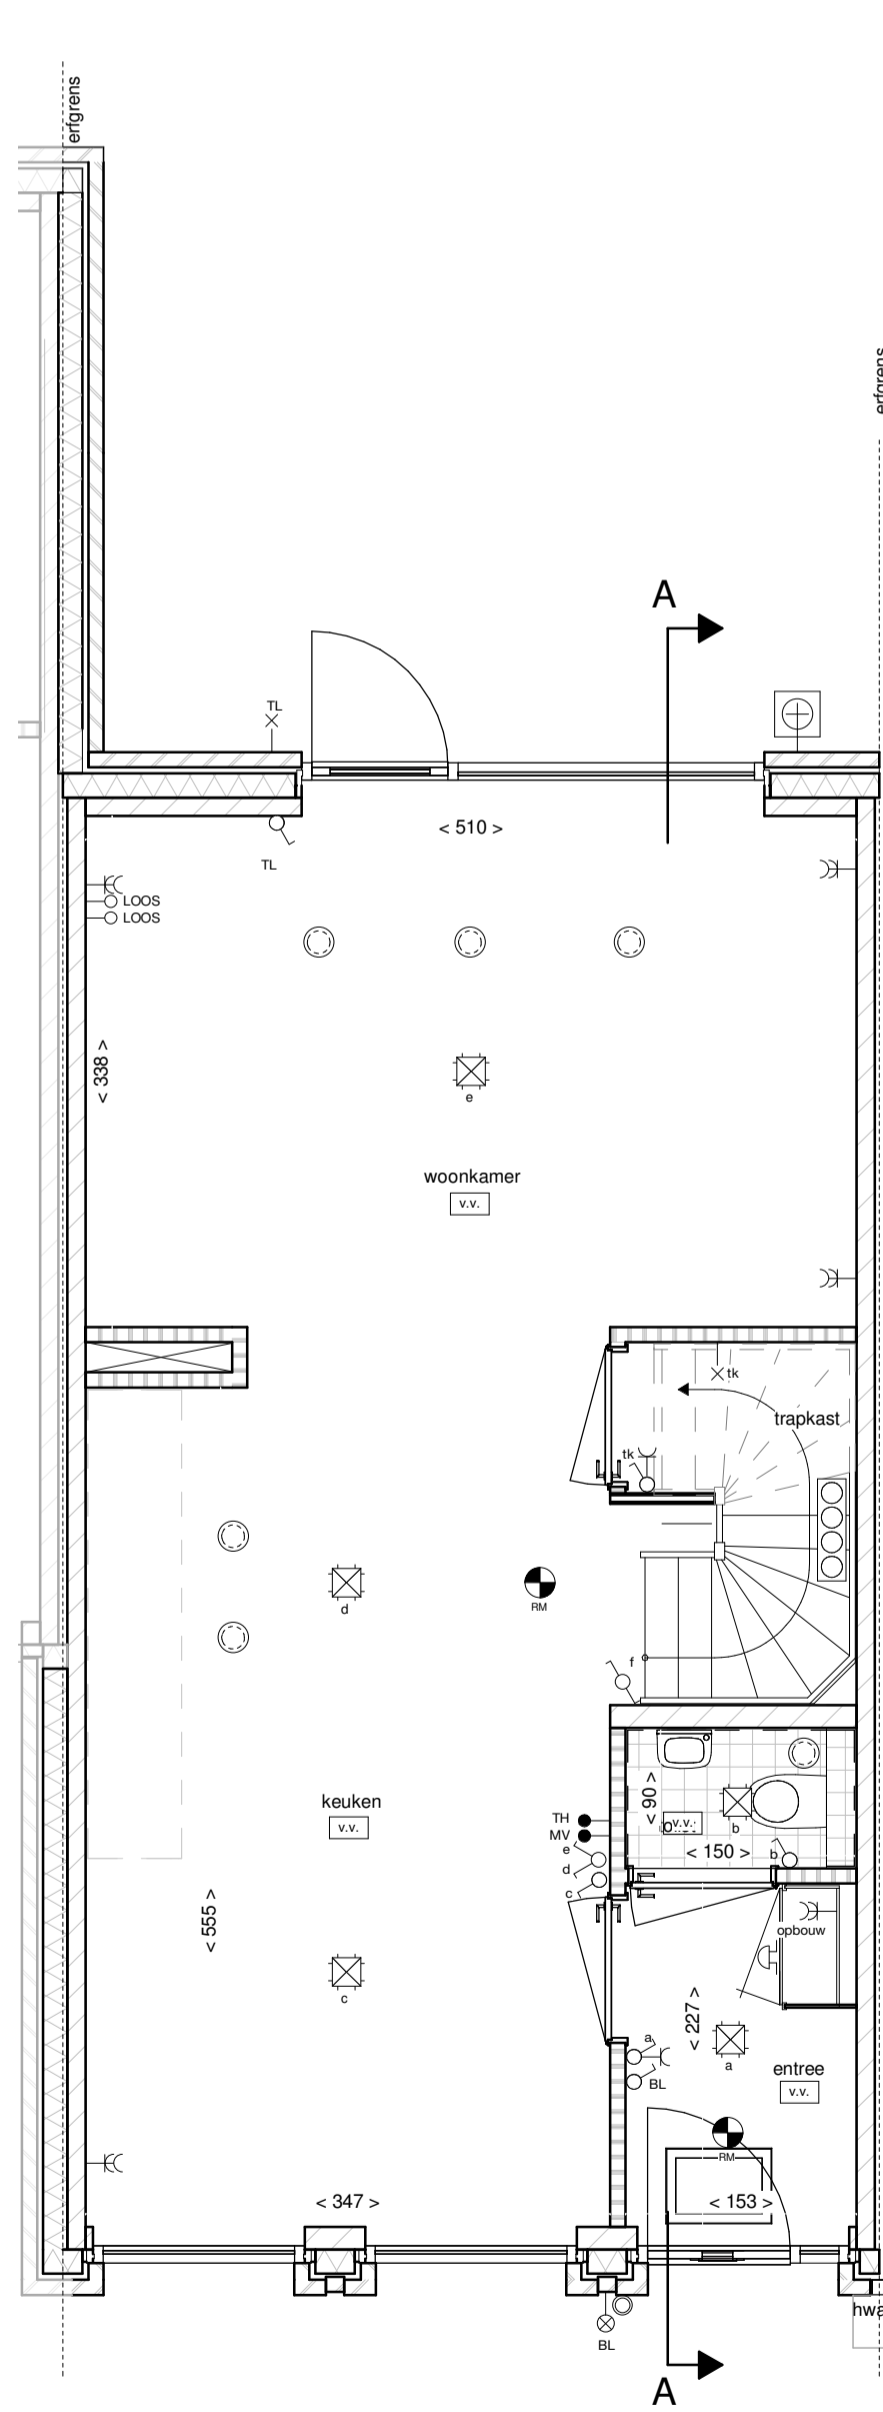 erfgrens
erfgrens
A
TL
< 510 >
TL
LOOS
LOOS
< 338 >
e
woonkamer
v.v.
tk
trapkast
tk
d
RM
f
keuken
v.v.
TH
MV
e
d
c
< 90 >
v.v.
b
< 150 >
b
< 555 >
opbouw
c
< 227 >
a
BL
a
entree
v.v.
RM
< 347 >
< 153 >
BL
hwa
A